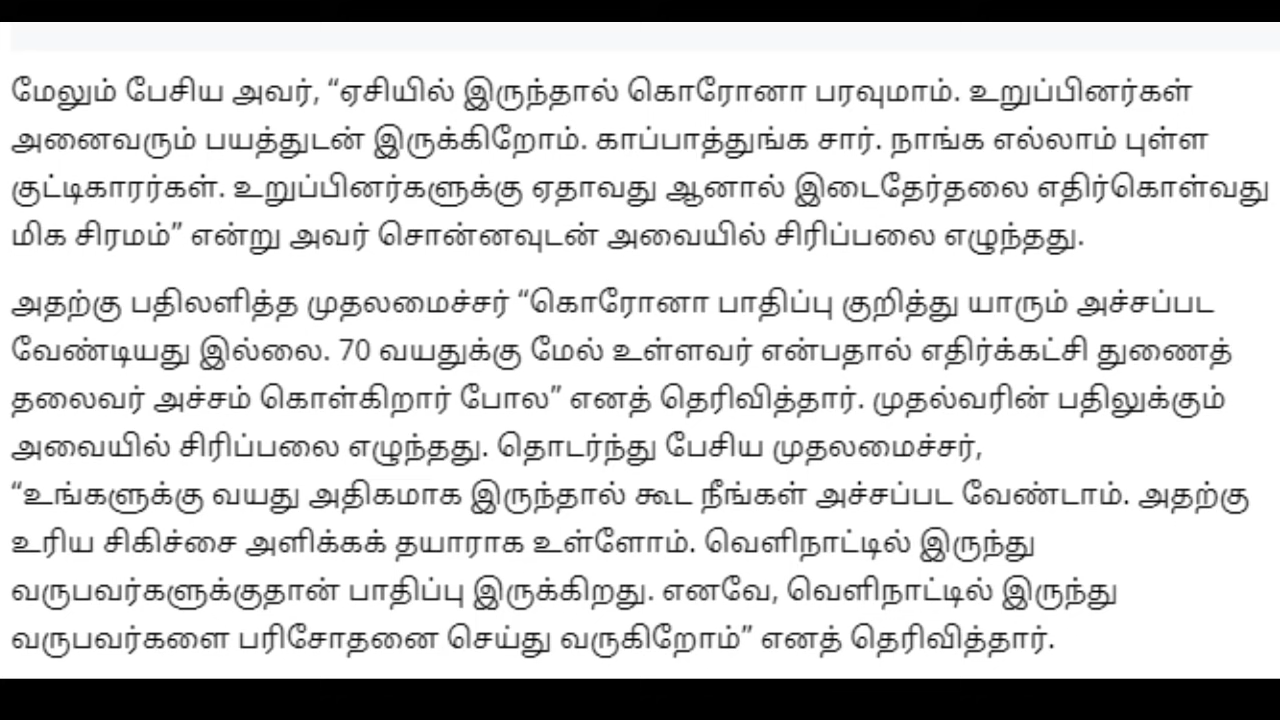 மேலும் பேசிய அவர், “ஏசியில் இருந்தால் கொரோனா பரவுமாம். உறுப்பினர்கள்
அனைவரும் பயத்துடன் இருக்கிறோம். காப்பாத்துங்க சார். நாங்க எல்லாம் புள்ள
குட்டிகாரர்கள். உறுப்பினர்களுக்கு ஏதாவது ஆனால் இடைதேர்தலை எதிர்கொள்வது
மிக சிரமம்” என்று அவர் சொன்னவுடன் அவையில் சிரிப்பலை எழுந்தது.
அதற்கு பதிலளித்த முதலமைச்சர் “கொரோனா பாதிப்பு குறித்து யாரும் அச்சப்பட
வேண்டியது இல்லை. 70 வயதுக்கு மேல் உள்ளவர் என்பதால் எதிர்க்கட்சி துணைத்
தலைவர் அச்சம் கொள்கிறார் போல” எனத் தெரிவித்தார். முதல்வரின் பதிலுக்கும்
அவையில் சிரிப்பலை எழுந்தது. தொடர்ந்து பேசிய முதலமைச்சர்,
“உங்களுக்கு வயது அதிகமாக இருந்தால் கூட நீங்கள் அச்சப்பட வேண்டாம். அதற்கு
உரிய சிகிச்சை அளிக்கக் தயாராக உள்ளோம். வெளிநாட்டில் இருந்து
வருபவர்களுக்குதான் பாதிப்பு இருக்கிறது. எனவே, வெளிநாட்டில் இருந்து
வருபவர்களை பரிசோதனை செய்து வருகிறோம்” எனத் தெரிவித்தார்.